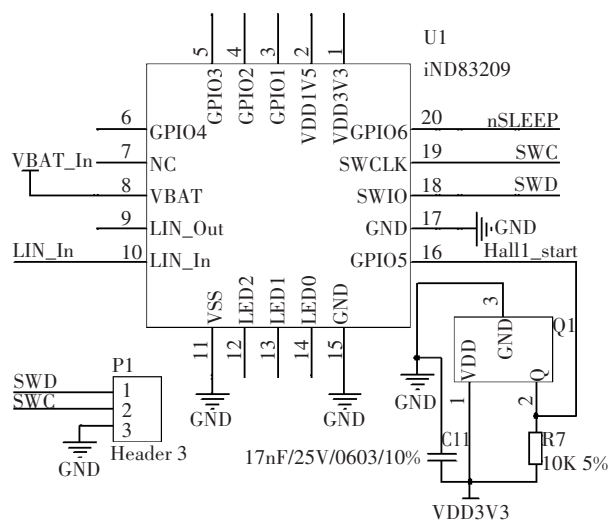 U1
iND83209
5 4 3 2 1
GPIO3 GPIO2 GPIO1 VDD1V5 VDD3V3
6 GPIO4 GPIO6 20 nSLEEP
7 NC SWCLK 19 SWC
VBAT_In 8 VBAT SWIO 18 SWD
9 LIN_Out GND 17 GND
LIN_In 10 LIN_In GPIO5 16 Hall1_start
VSS LED2 LED1 LED0 GND
11 12 13 14 15
GND GND GND
3 GND Q1
VDD Q
1 2
P1
SWD 1
SWC 2
3
GND
Header 3
C11
17nF/25V/0603/10%
R7
10K 5%
VDD3V3